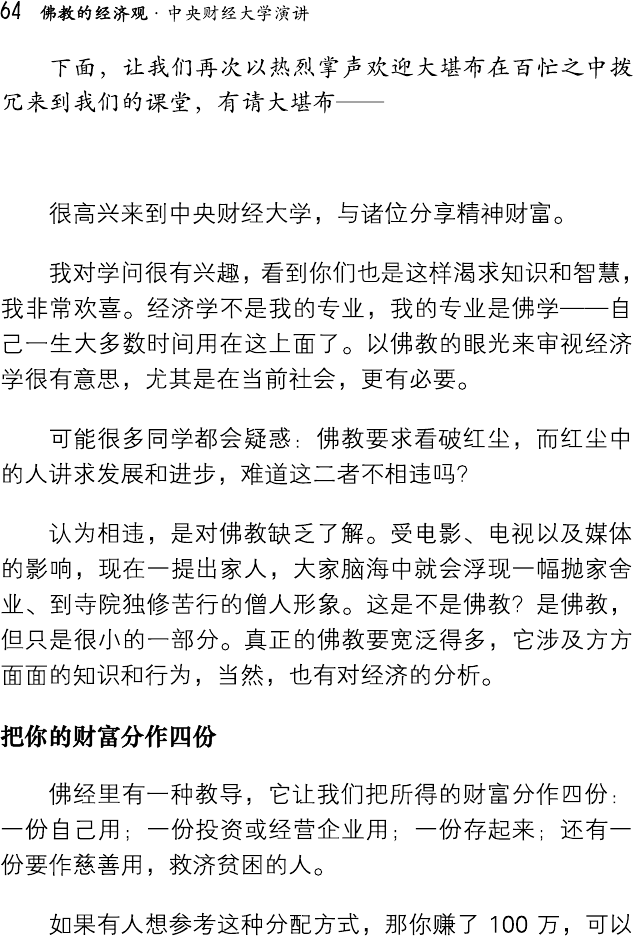 64 佛教的经济观·中央财经大学演讲
下面，让我们再次以热烈掌声欢迎大堪布在百忙之中拨
冗来到我们的课堂，有请大堪布——
很高兴来到中央财经大学，与诸位分享精神财富。
我对学问很有兴趣，看到你们也是这样渴求知识和智慧，
我非常欢喜。经济学不是我的专业，我的专业是佛学——自
己一生大多数时间用在这上面了。以佛教的眼光来审视经济
学很有意思，尤其是在当前社会，更有必要。
可能很多同学都会疑惑：佛教要求看破红尘，而红尘中
的人讲求发展和进步，难道这二者不相违吗？
认为相违，是对佛教缺乏了解。受电影、电视以及媒体
的影响，现在一提出家人，大家脑海中就会浮现一幅抛家舍
业、到寺院独修苦行的僧人形象。这是不是佛教？是佛教，
但只是很小的一部分。真正的佛教要宽泛得多，它涉及方方
面面的知识和行为，当然，也有对经济的分析。
把你的财富分作四份
佛经里有一种教导，它让我们把所得的财富分作四份：
一份自己用；一份投资或经营企业用；一份存起来；还有一
份要作慈善用，救济贫困的人。
如果有人想参考这种分配方式，那你赚了 100 万，可以